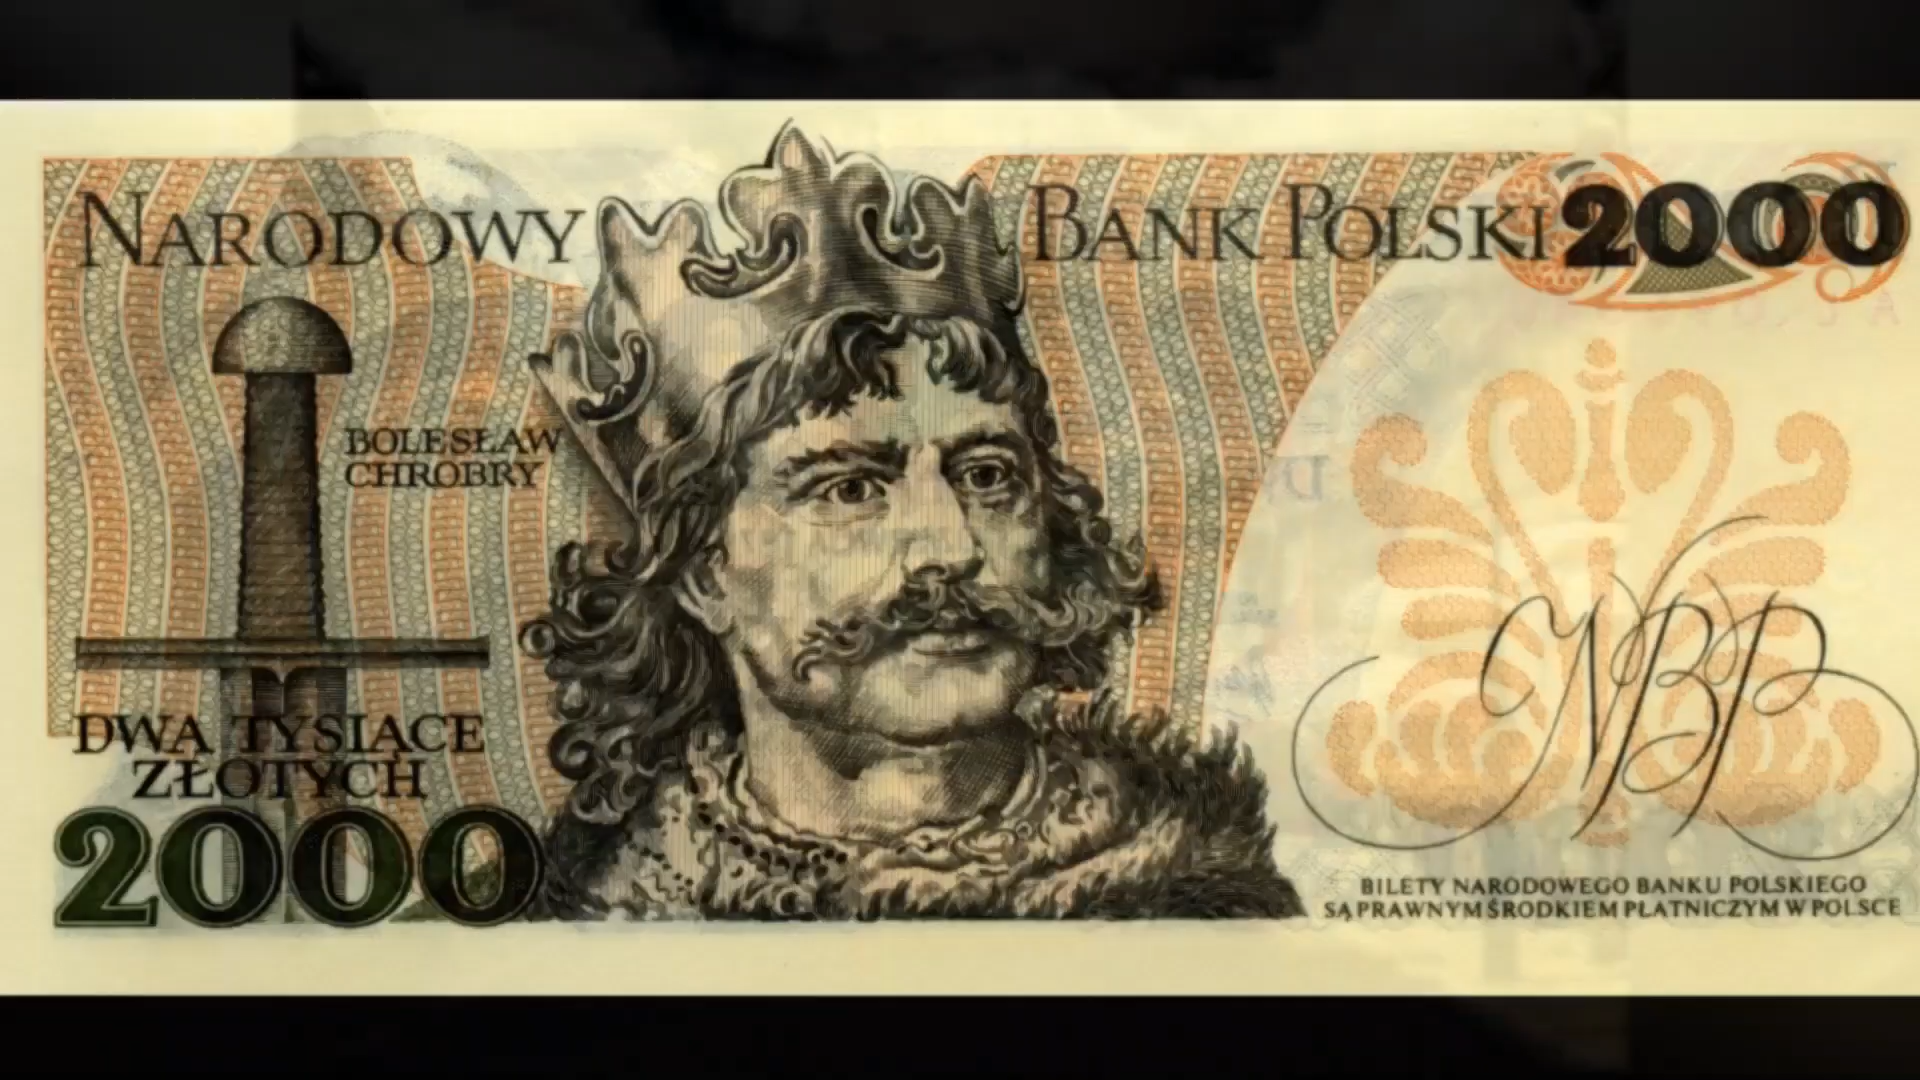 NARODOWY BANK POLSKI 2000
BOLESŁAW
CHROBRY
DWA TYSIĄCE
ZŁOTYCH
2000
NBP
BILETY NARODOWEGO BANKU POLSKIEGO
SĄ PRAWNYM ŚRODKIEM PŁATNICZYM W POLSCE